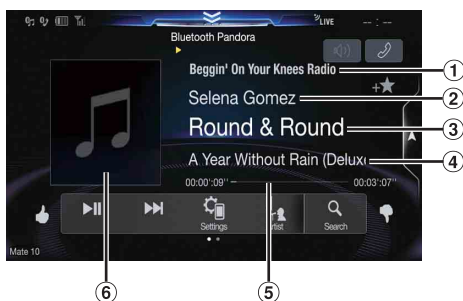 LIVE
-- : --
Bluetooth Pandora
Beggin' On Your Knees Radio
1
Selena Gomez
2
Round & Round
3
A Year Without Rain (Deluxe
4
00:00':09"
00:03':07"
Settings
Search
Mate 10
6
5